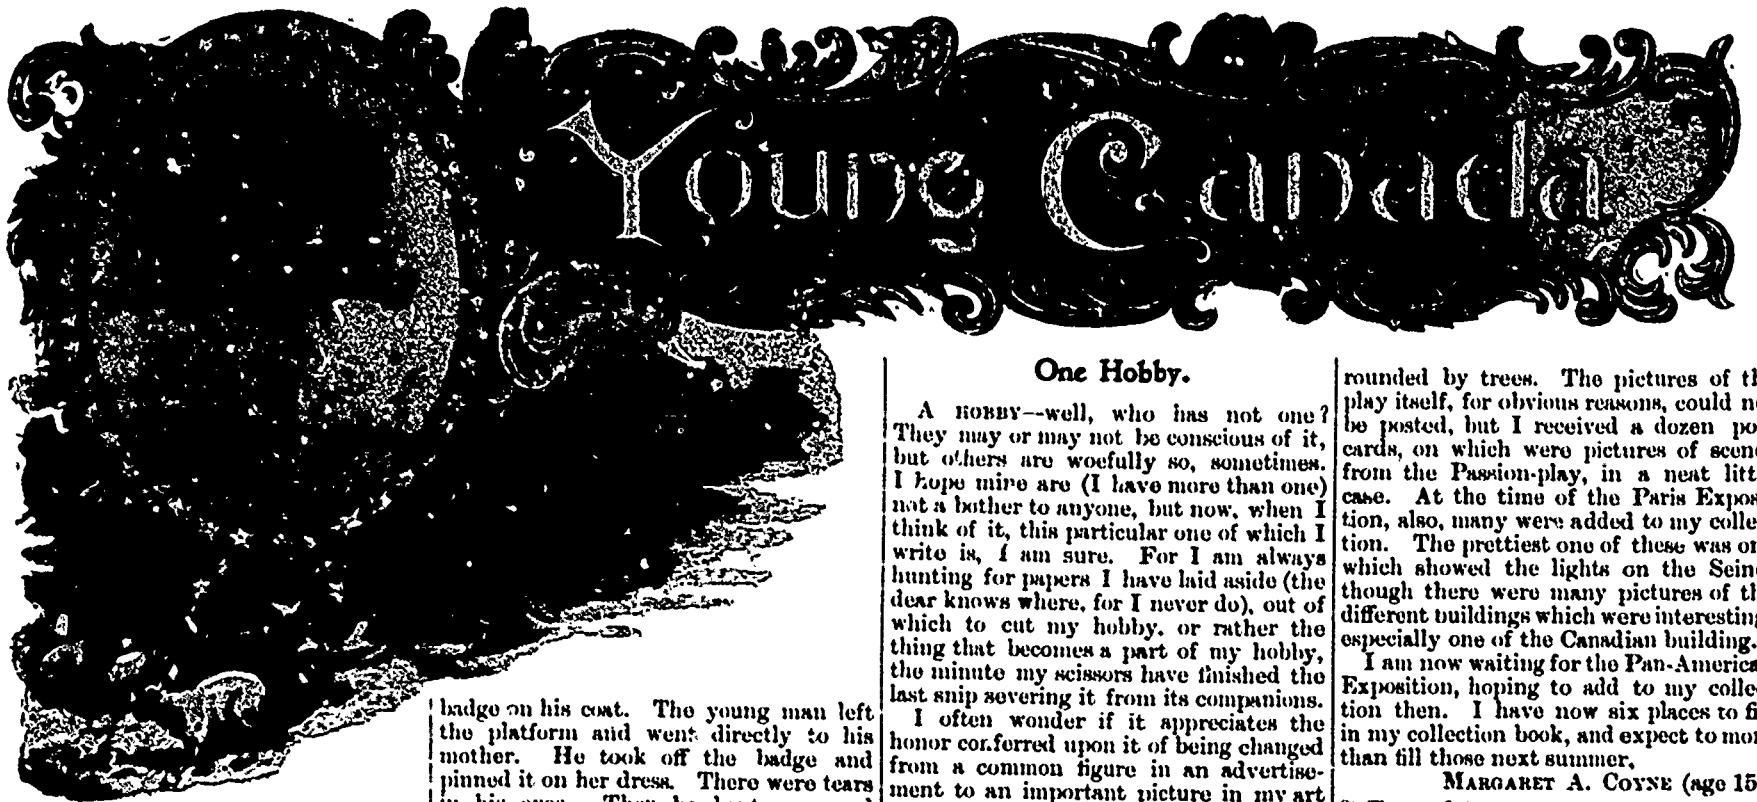 Young Canada
badge on his coat. The young man left
the platform and went directly to his
mother. He took off the badge and
pinned it on her dress. There were tears
One Hobby.
A HOBBY--well, who has not one?
They may or may not be conscious of it,
but others are woefully so, sometimes.
I hope mine are (I have more than one)
not a bother to anyone, but now, when I
think of it, this particular one of which I
write is, I am sure. For I am always
hunting for papers I have laid aside (the
dear knows where, for I never do), out of
which to cut my hobby, or rather the
thing that becomes a part of my hobby,
the minute my scissors have finished the
last snip severing it from its companions.
I often wonder if it appreciates the
honor conferred upon it of being changed
from a common figure in an advertise-
ment to an important picture in my art
rounded by trees. The pictures of th
play itself, for obvious reasons, could no
be posted, but I received a dozen po
cards, on which were pictures of scen
from the Passion-play, in a neat litt
case. At the time of the Paris Expos
tion, also, many were added to my colle
tion. The prettiest one of these was on
which showed the lights on the Sein
though there were many pictures of th
different buildings which were interesting
especially one of the Canadian building.
I am now waiting for the Pan-America
Exposition, hoping to add to my colle
tion then. I have now six places to fi
in my collection book, and expect to mor
than fill those next summer.
MARGARET A. COYNE (age 15